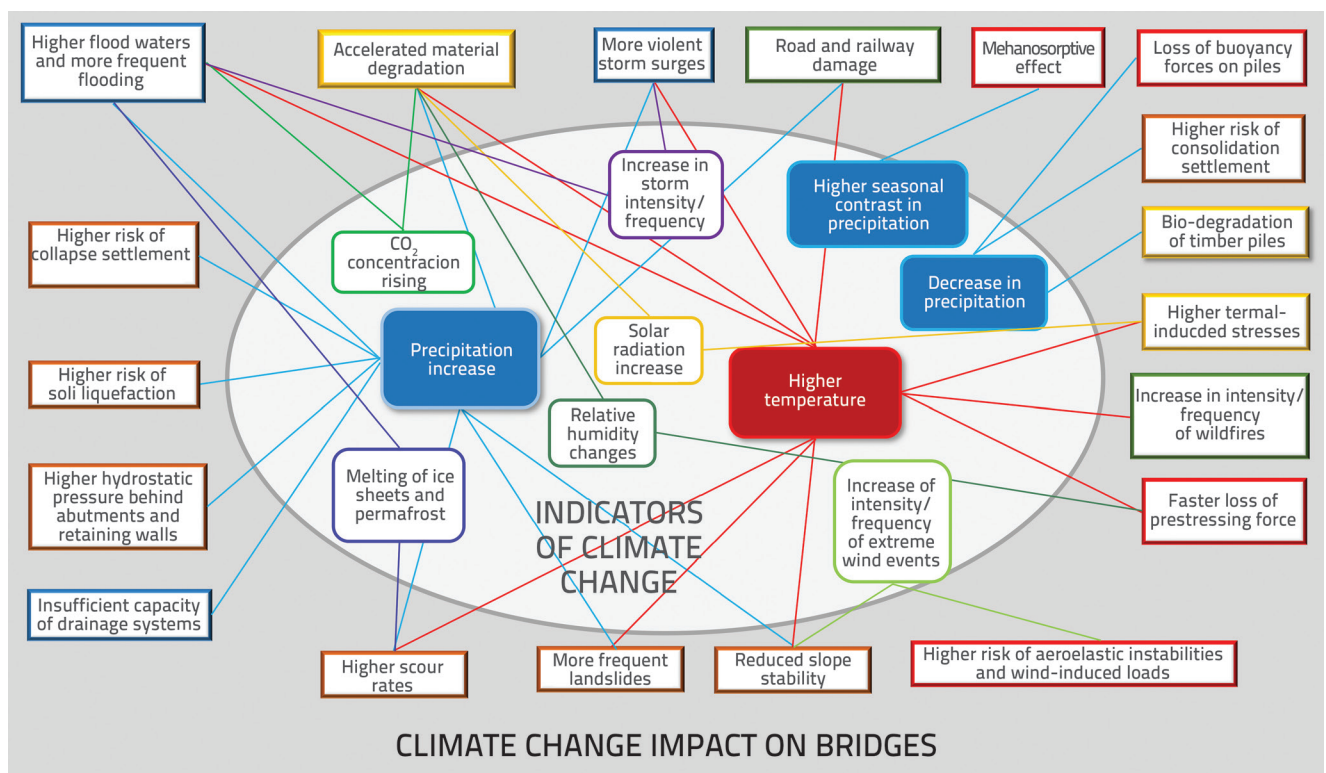 Higher flood waters
and more frequent
flooding
Accelerated material
degradation
More violent
storm surges
Road and railway
damage
Mehanosorptive
effect
Loss of buoyancy
forces on piles
Higher risk of
consolidation
settlement
Increase in
storm
intensity/
frequency
Higher seasonal
contrast in
precipitation
Bio-degradation
of timber piles
Higher risk of
collapse settlement
CO2
concentracion
rising
Decrease in
precipitation
Higher termal-
inducded stresses
Precipitation
increase
Solar
radiation
increase
Higher
temperature
Higher risk of
soli liquefaction
Relative
humidity
changes
Increase in intensity/
frequency
of wildfires
Higher hydrostatic
pressure behind
abutments and
retaining walls
Melting of ice
sheets and
permafrost
INDICATORS
OF CLIMATE
CHANGE
Increase of
intensity/
frequency
of extreme
wind events
Faster loss of
prestressing force
Insufficient capacity
of drainage systems
Higher scour
rates
More frequent
landslides
Reduced slope
stability
Higher risk of aeroelastic instabilities
and wind-induced loads
CLIMATE CHANGE IMPACT ON BRIDGES